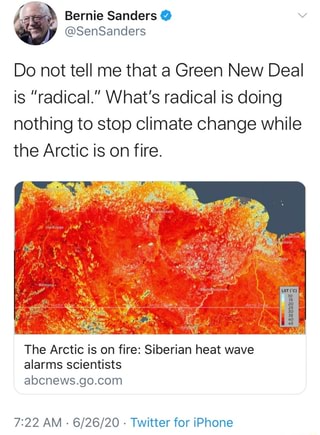 Bernie Sanders
@SenSanders
Do not tell me that a Green New Deal
is "radical." What's radical is doing
nothing to stop climate change while
the Arctic is on fire.
The Arctic is on fire: Siberian heat wave
alarms scientists
abcnews.go.com
7:22 AM · 6/26/20 · Twitter for iPhone